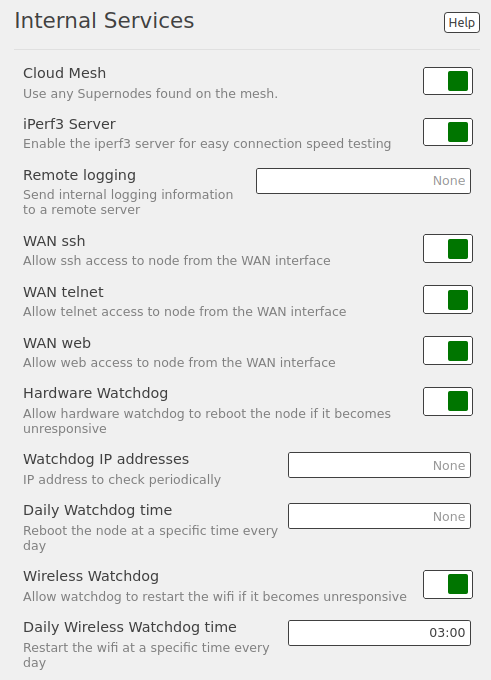 Internal Services
Help
Cloud Mesh
Use any Supernodes found on the mesh.
iPerf3 Server
Enable the iperf3 server for easy connection speed testing
Remote logging
None
Send internal logging information
to a remote server
WAN ssh
Allow ssh access to node from the WAN interface
WAN telnet
Allow telnet access to node from the WAN interface
WAN web
Allow web access to node from the WAN interface
Hardware Watchdog
Allow hardware watchdog to reboot the node if it becomes
unresponsive
Watchdog IP addresses
None
IP address to check periodically
Daily Watchdog time
None
Reboot the node at a specific time every
day
Wireless Watchdog
Allow watchdog to restart the wifi if it becomes unresponsive
Daily Wireless Watchdog time
03:00
Restart the wifi at a specific time every
day